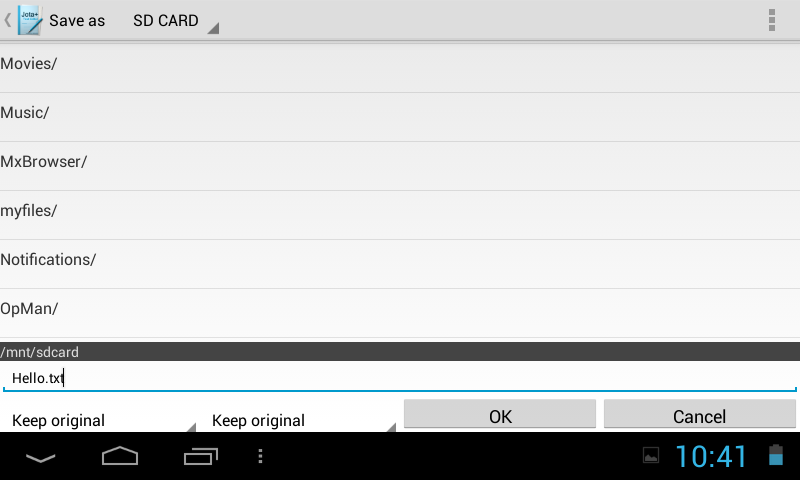 Jota+
Save as SD CARD
Movies/
Music/
MxBrowser/
myfiles/
Notifications/
OpMan/
/mnt/sdcard
Hello.txt
Keep original Keep original OK Cancel
10:41